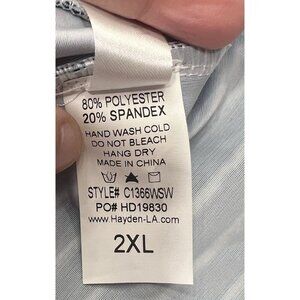 80% POLYESTER
20% SPANDEX
HAND WASH COLD
DO NOT BLEACH
HANG DRY
MADE IN CHINA
STYLE# C1366WSW
PO# HD19830
www.Hayden-LA.com
2XL